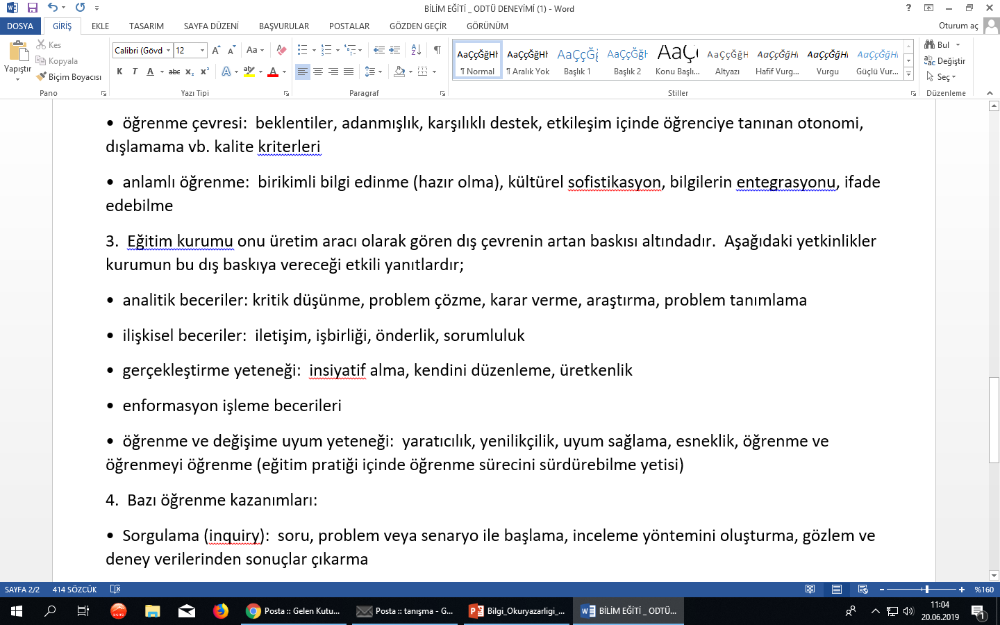 BİLİM EĞİTİ _ ODTÜ DENEYİMİ (1) - Word
DOSYA GİRİŞ EKLE TASARIM SAYFA DÜZENİ BAŞVURULAR POSTALAR GÖZDEN GEÇİR GÖRÜNÜM Oturum aç
Yapıştır
Kes
Kopyala
Biçim Boyacısı
Pano
Calibri (Gövd 12
K T A abc x₂ x²
Yazı Tipi
Paragraf
AaÇçĞğHł AaÇçĞğHł AaÇçĞğ AaÇçĞğH AaÇç AaÇçĞğHl AaÇçĞğHl AaÇçĞğHl AaÇçĞğHl
¶ Normal ¶ Aralık Yok Başlık 1 Başlık 2 Konu Başlı... Altyazı Hafif Vurg... Vurgu Güçlü Vur...
Stiller
Bul
Değiştir
Seç
Düzenleme
• öğrenme çevresi: beklentiler, adanmışlık, karşılıklı destek, etkileşim içinde öğrenciye tanınan otonomi,
dışlamama vb. kalite kriterleri
• anlamlı öğrenme: birikimli bilgi edinme (hazır olma), kültürel sofistikasyon, bilgilerin entegrasyonu, ifade
edebilme
3. Eğitim kurumu onu üretim aracı olarak gören dış çevrenin artan baskısı altındadır. Aşağıdaki yetkinlikler
kurumun bu dış baskıya vereceği etkili yanıtlardır;
• analitik beceriler: kritik düşünme, problem çözme, karar verme, araştırma, problem tanımlama
• ilişkisel beceriler: iletişim, işbirliği, önderlik, sorumluluk
• gerçekleştirme yeteneği: insiyatif alma, kendini düzenleme, üretkenlik
• enformasyon işleme becerileri
• öğrenme ve değişime uyum yeteneği: yaratıcılık, yenilikçilik, uyum sağlama, esneklik, öğrenme ve
öğrenmeyi öğrenme (eğitim pratiği içinde öğrenme sürecini sürdürebilme yetisi)
4. Bazı öğrenme kazanımları:
• Sorgulama (inquiry): soru, problem veya senaryo ile başlama, inceleme yöntemini oluşturma, gözlem ve
deney verilerinden sonuçlar çıkarma
SAYFA 2/2 414 SÖZCÜK %160
Posta :: Gelen Kutu... Posta :: tanışma - G... Bilgi_Okuryazarligi_... BİLİM EĞİTİ _ ODTÜ...
11:04
20.06.2019
1